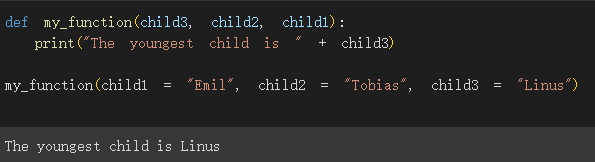 def my_function(child3, child2, child1):
    print("The youngest child is " + child3)
my_function(child1 = "Emil", child2 = "Tobias", child3 = "Linus")
The youngest child is Linus